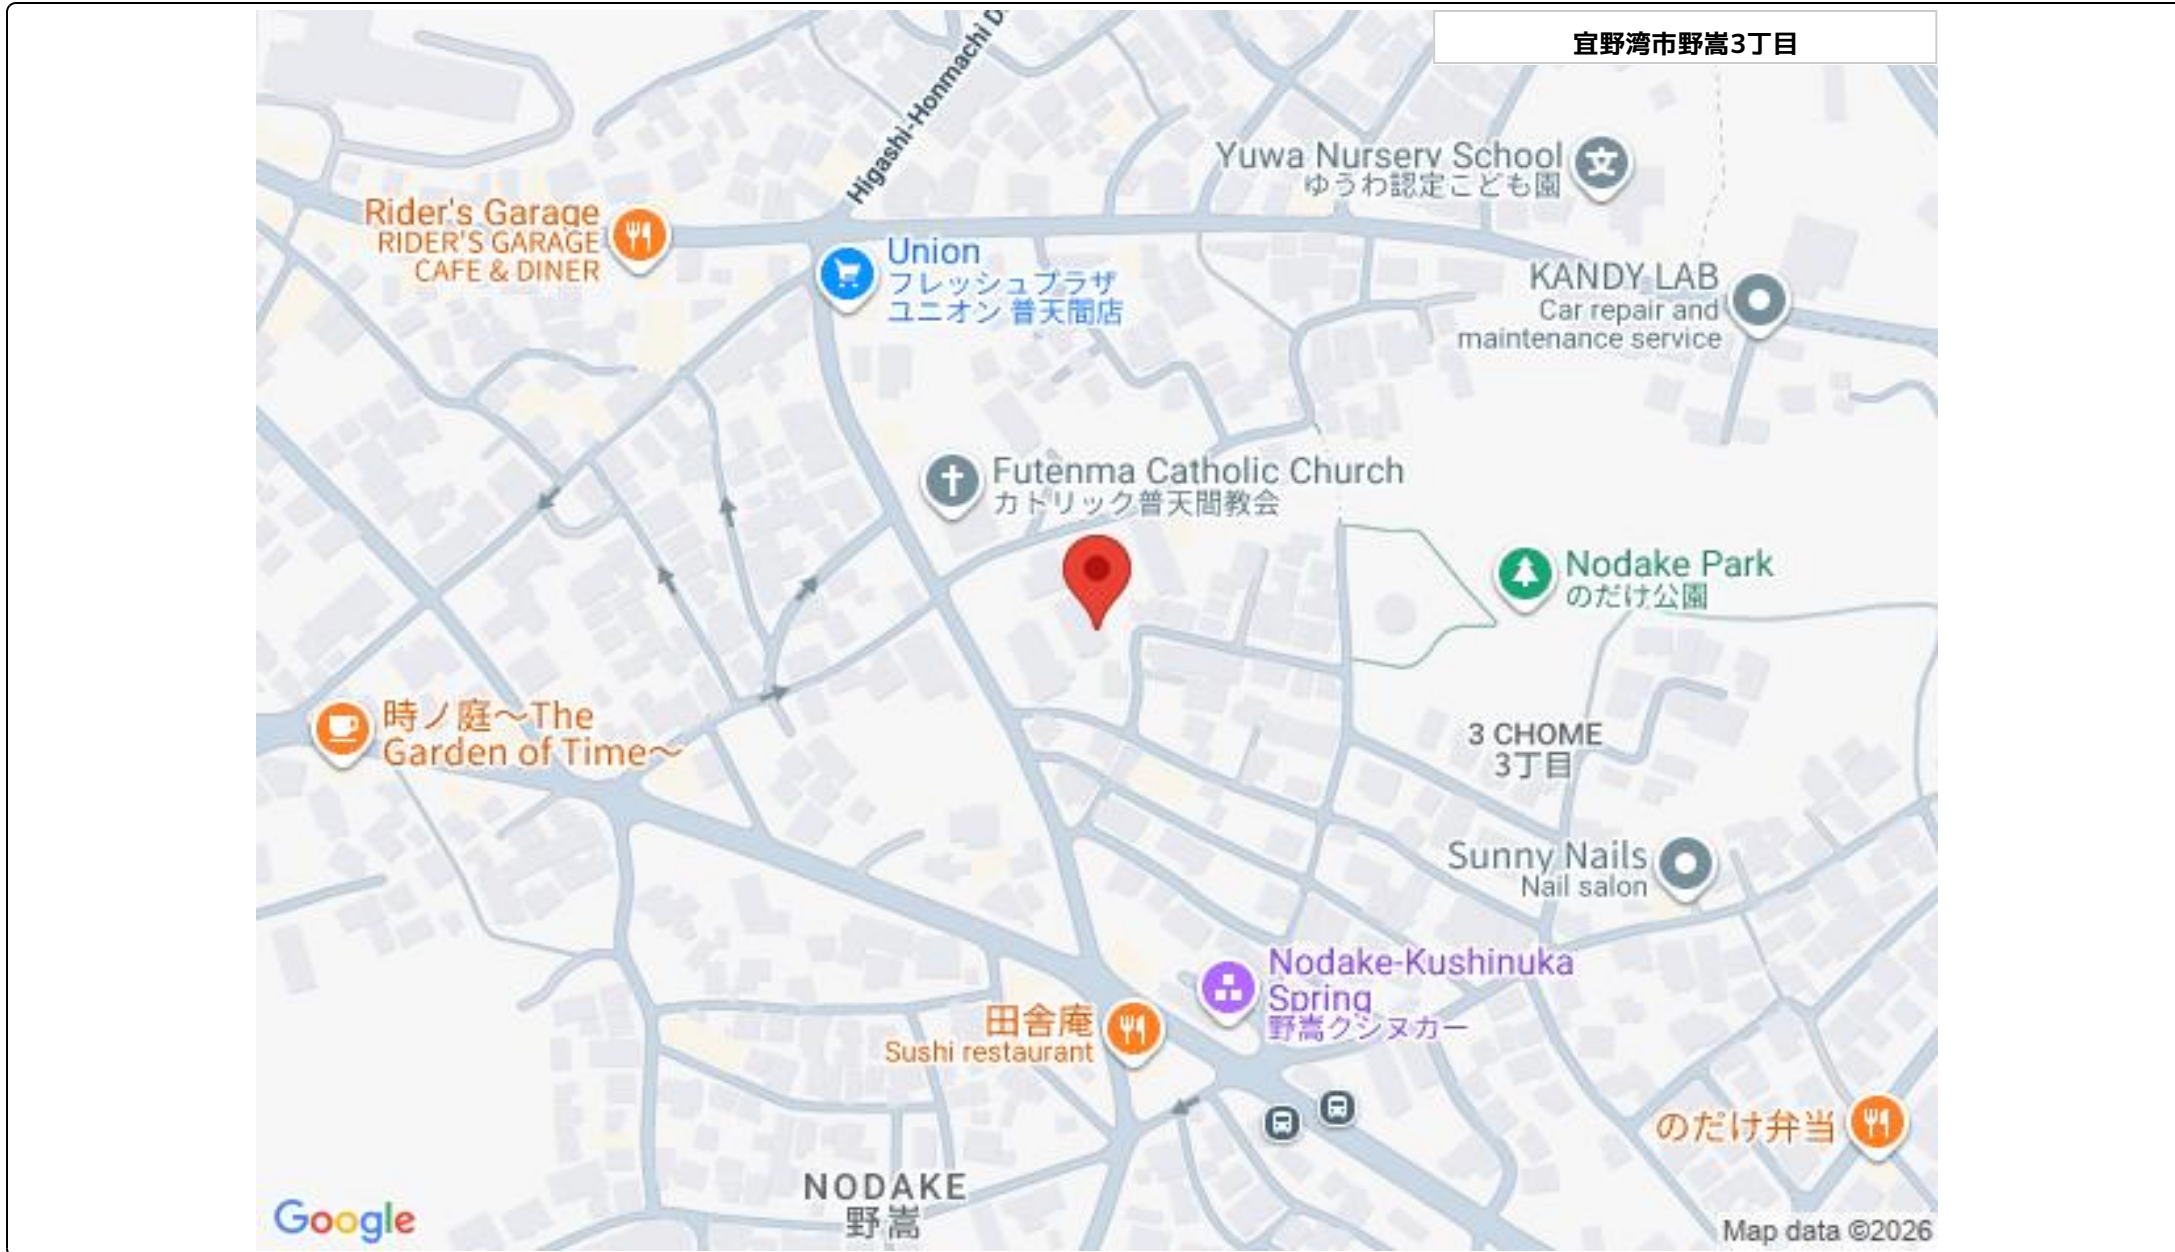 宜野湾市野嵩3丁目
Higashi-Honmachi D
Yuwa Nursery School
ゆうわ認定こども園
Rider's Garage
RIDER'S GARAGE
CAFE & DINER
Union
フレッシュプラザ
ユニオン 普天間店
KANDY LAB
Car repair and
maintenance service
Futenma Catholic Church
カトリック普天間教会
Nodake Park
のだけ公園
時ノ庭～The
Garden of Time～
3 CHOME
3丁目
Sunny Nails
Nail salon
Nodake-Kushinuka
Spring
野嵩クシヌカー
田舎庵
Sushi restaurant
のだけ弁当
NODAKE
野嵩
Google
Map data ©2026